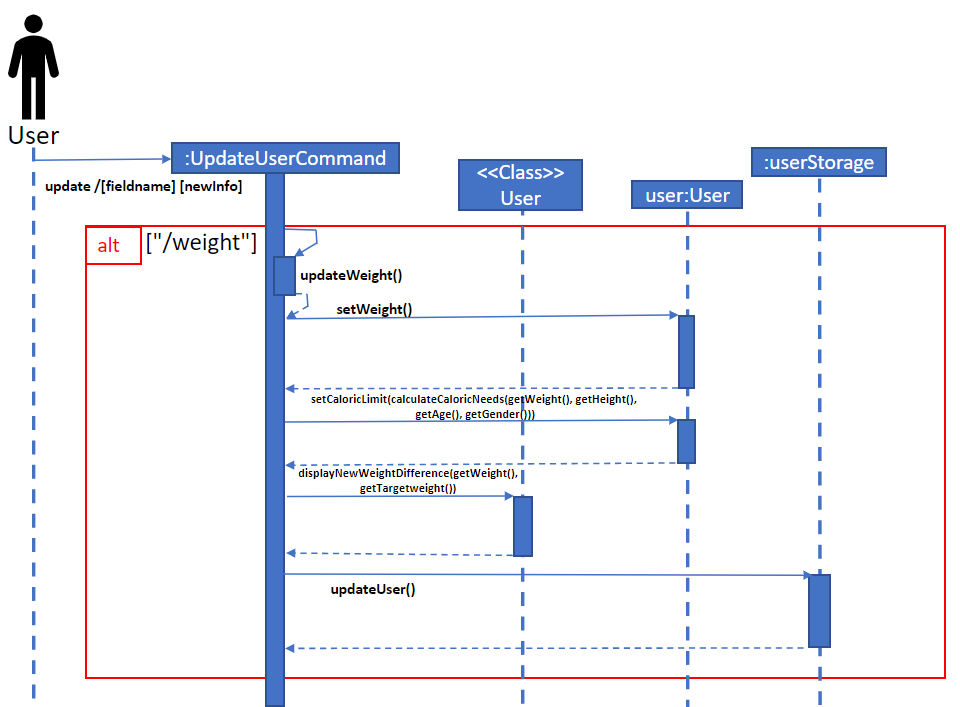 User
:UpdateUserCommand
update /[fieldname] [newInfo]
<<Class>>
User
user:User
:userStorage
alt
["/weight"]
updateWeight()
setWeight()
setCaloricLimit(calculateCaloricNeeds(getWeight(), getHeight(),
getAge(), getGender()))
displayNewWeightDifference(getWeight(),
getTargetweight())
updateUser()